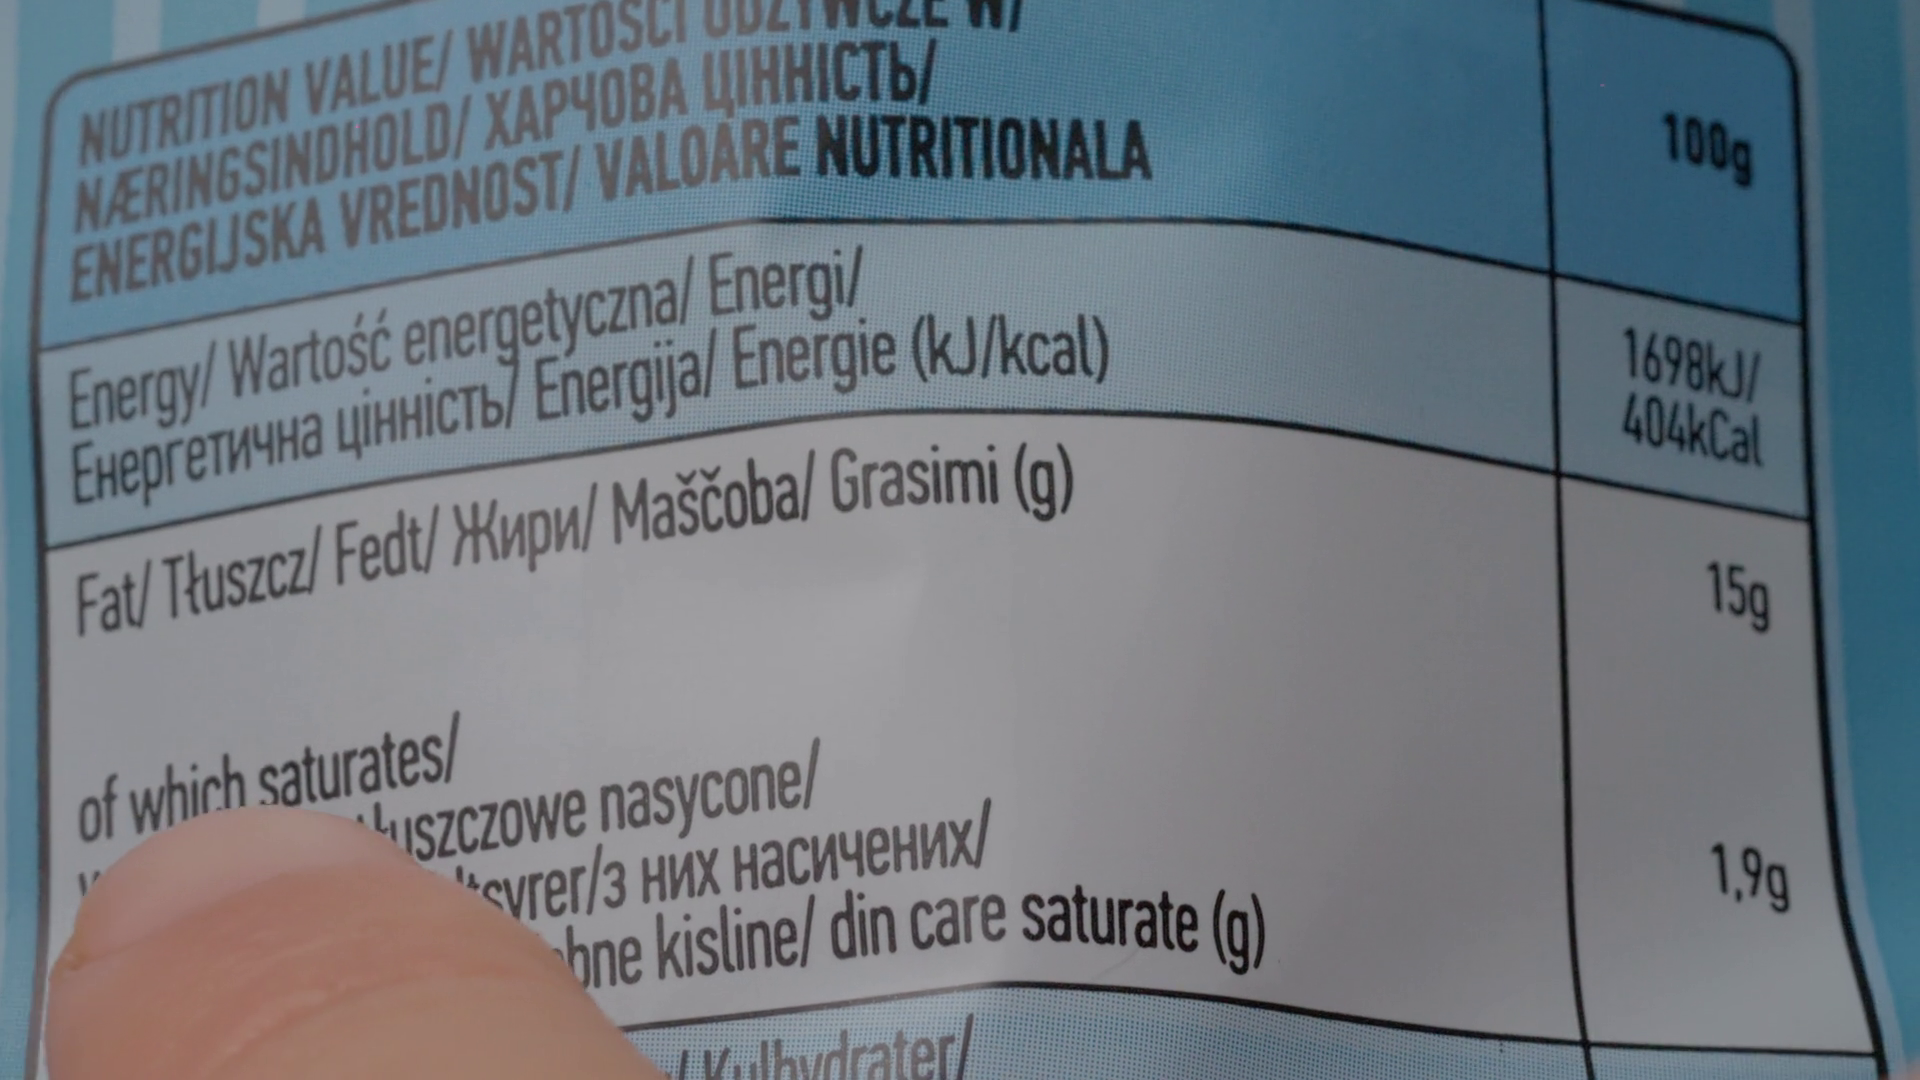 NUTRITION VALUE/ WARTOŚCI ODŻYWCZE W/
NÆRINGSINDHOLD/ ХАРЧОВА ЦІННІСТЬ/
ENERGIJSKA VREDNOST/ VALOARE NUTRITIONALA
100g
Energy/ Wartość energetyczna/ Energi/
Енергетична цінність/ Energija/ Energie (kJ/kcal)
1698kJ/
404kCal
Fat/ Tłuszcz/ Fedt/ Жири/ Maščoba/ Grasimi (g)
15g
of which saturates/
nasycone/
з них насичених/
kisline/ din care saturate (g)
1,9g
Kulhydrater/